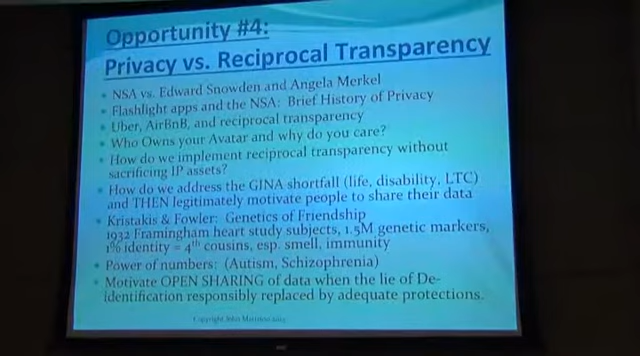 Opportunity #4:
Privacy vs. Reciprocal Transparency
• NSA vs. Edward Snowden and Angela Merkel
• Flashlight apps and the NSA: Brief History of Privacy
• Uber, AirBnB, and reciprocal transparency
• Who Owns your Avatar and why do you care?
• How do we implement reciprocal transparency without
sacrificing IP assets?
• How do we address the GINA shortfall (life, disability, LTC)
and THEN legitimately motivate people to share their data
• Kristakis & Fowler: Genetics of Friendship
1932 Framingham heart study subjects, 1.5M genetic markers,
1% identity = 4th cousins, esp. smell, immunity
• Power of numbers: (Autism, Schizophrenia)
• Motivate OPEN SHARING of data when the lie of De-
identification responsibly replaced by adequate protections.
Copyright John